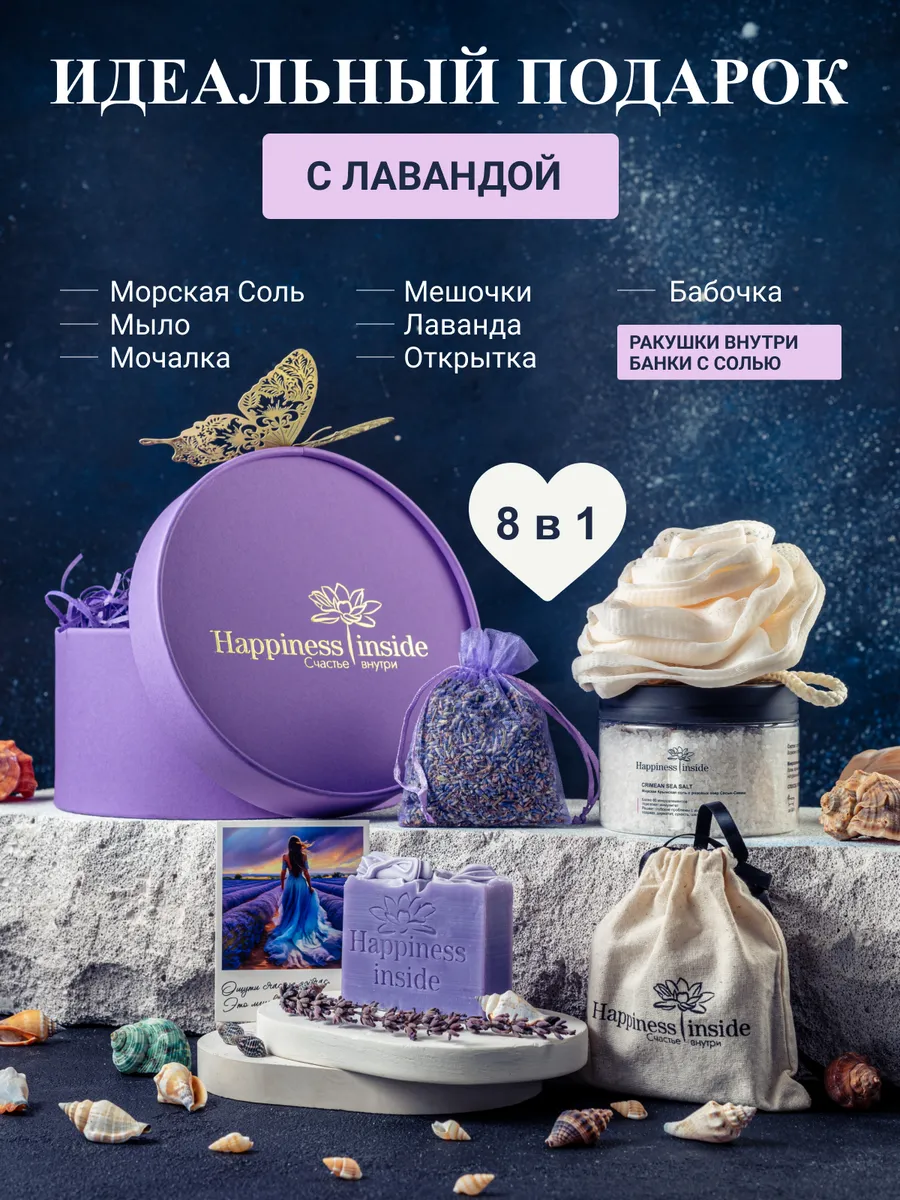 ИДЕАЛЬНЫЙ ПОДАРОК
С ЛАВАНДОЙ
Морская Соль
Мыло
Мочалка
Мешочки
Лаванда
Открытка
Бабочка
РАКУШКИ ВНУТРИ
БАНКИ С СОЛЬЮ
8 в 1
Happiness inside
Счастье внутри
Happiness inside
CRIMEAN SEA SALT
Happiness
inside
Happiness inside
Счастье внутри